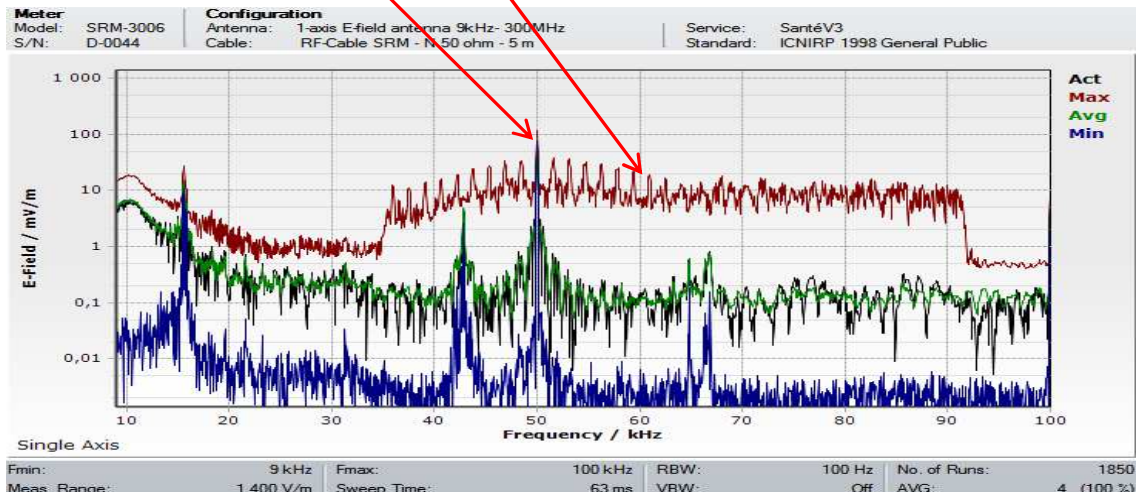 Meter Configuration
Model: SRM-3006 Antenna: 1-axis E-field antenna 9kHz- 300MHz Service: SantéV3
S/N: D-0044 Cable: RF-Cable SRM - N 50 ohm - 5 m Standard: ICNIRP 1998 General Public
1 000
100
10
1
0,1
0,01
E-Field / mV/m
Act
Max
Avg
Min
10 20 30 40 50 60 70 80 90 100
Frequency / kHz
Single Axis
Fmin: 9 kHz Fmax: 100 kHz RBW: 100 Hz No. of Runs: 1850
Meas. Range: 1 400 V/m Sweep Time: 63 ms VBW: Off AVG: 4 (100 %)